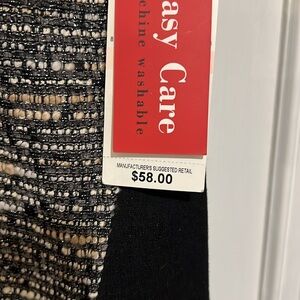 asy Care
chine washable
MANUFACTURER'S SUGGESTED RETAIL
$58.00